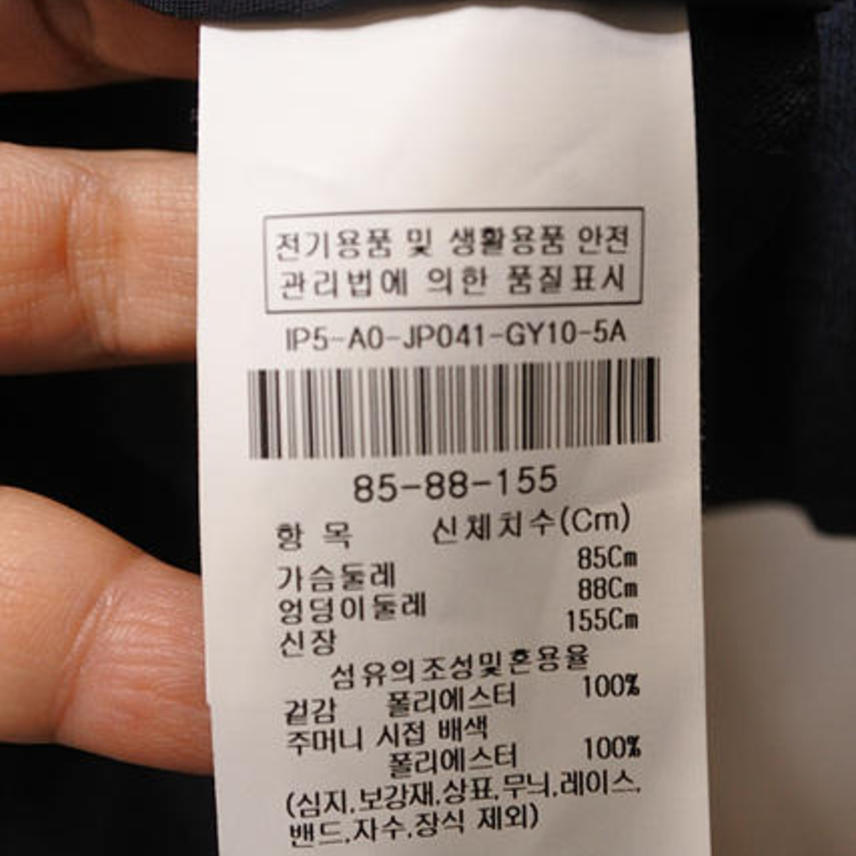 전기용품 및 생활용품 안전
관리법에 의한 품질표시
IP5-A0-JP041-GY10-5A
85-88-155
항 목 신체치수(Cm)
가슴둘레 85Cm
엉덩이둘레 88Cm
신장 155Cm
섬유의조성및혼용율
겉감 폴리에스터 100%
주머니 시접 배색
폴리에스터 100%
(심지,보강재,상표,무늬,레이스,
밴드,자수,장식 제외)